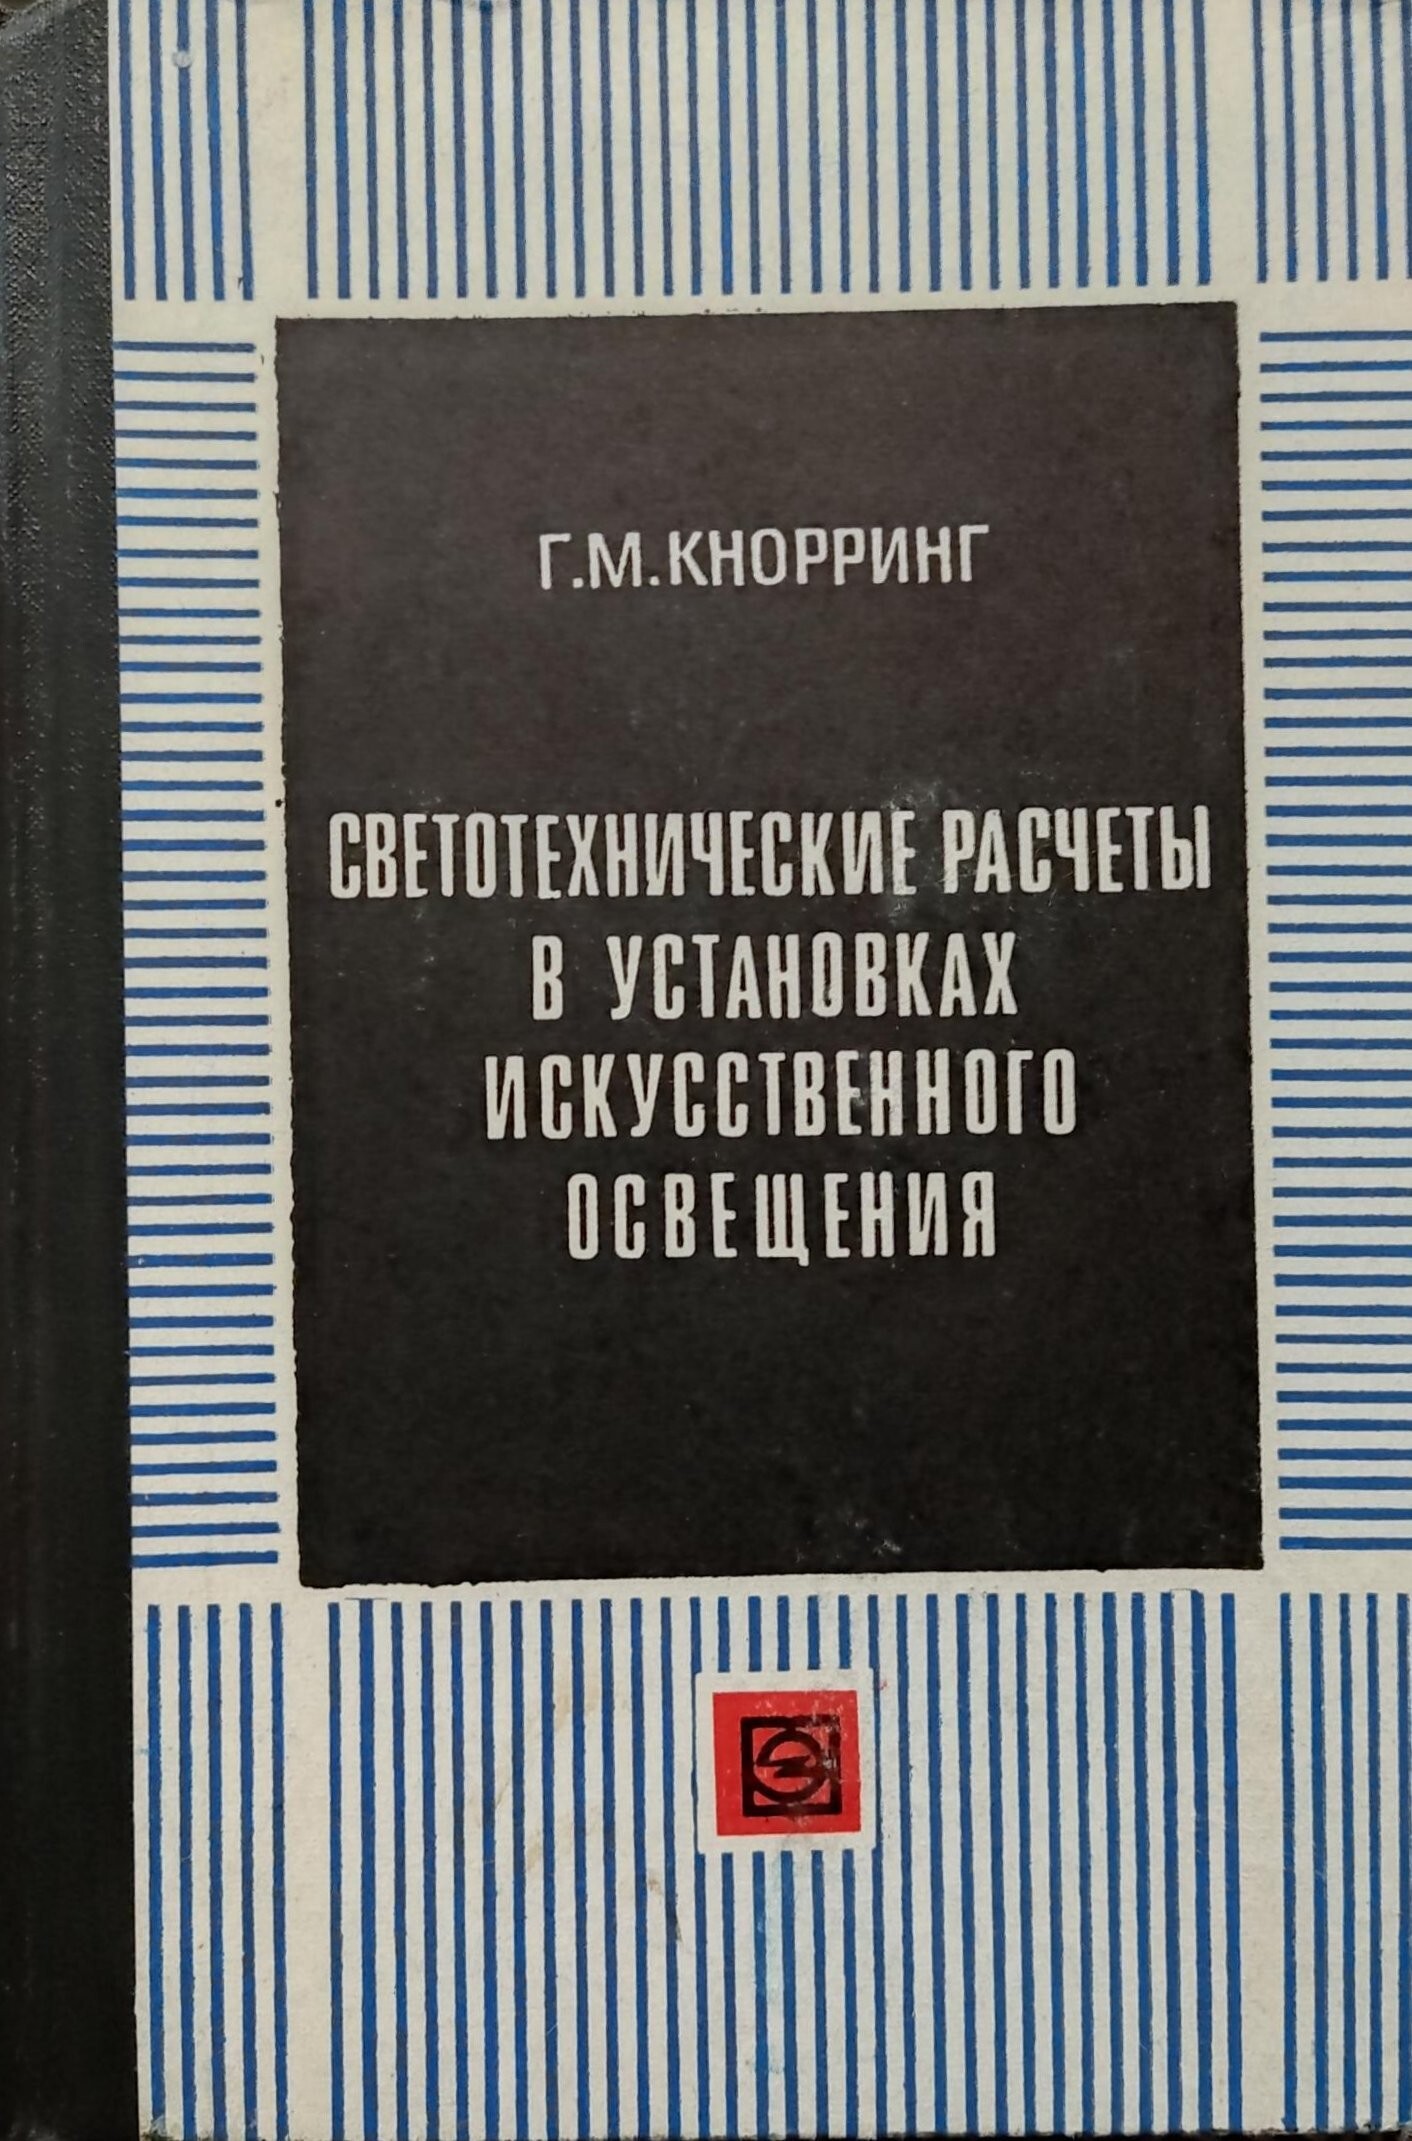 Г.М.КНОРРИНГ
СВЕТОТЕХНИЧЕСКИЕ РАСЧЕТЫ
В УСТАНОВКАХ
ИСКУССТВЕННОГО
ОСВЕЩЕНИЯ